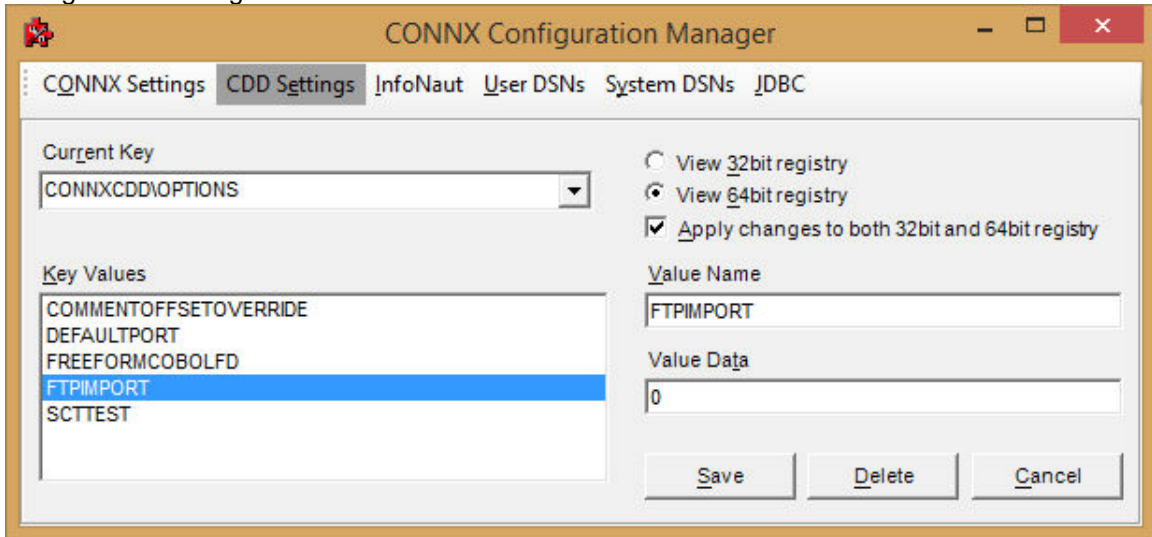 CONNX Configuration Manager
CONNX Settings CDD Settings InfoNaut User DSNs System DSNs JDBC
Current Key
CONNXCDD\OPTIONS
View 32bit registry
View 64bit registry
Apply changes to both 32bit and 64bit registry
Key Values
COMMENTOFFSETOVERRIDE
DEFAULTPORT
FREEFORMCOBOLFD
FTPIMPORT
SCTTEST
Value Name
FTPIMPORT
Value Data
0
Save Delete Cancel